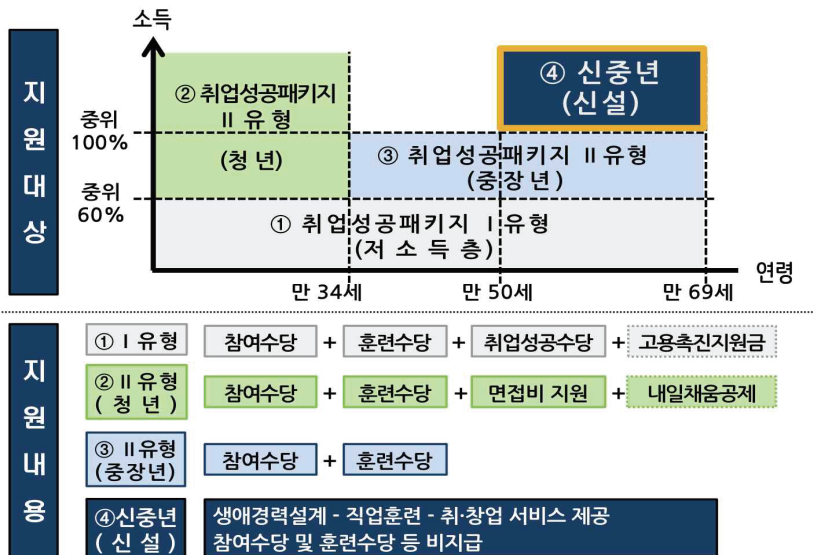 소득
지원대상
② 취업성공패키지
II 유형
(청 년)
④ 신중년
(신설)
중위
100%
③ 취업성공패키지 II 유형
(중장년)
중위
60%
① 취업성공패키지 I 유형
(저 소 득 층)
연령
만 34세
만 50세
만 69세
지원내용
① I 유형 참여수당 + 훈련수당 + 취업성공수당 + 고용촉진지원금
② II 유형
( 청 년 )
참여수당 + 훈련수당 + 면접비 지원 + 내일채움공제
③ II 유형
(중장년)
참여수당 + 훈련수당
④신중년
( 신 설 )
생애경력설계 - 직업훈련 - 취·창업 서비스 제공
참여수당 및 훈련수당 등 비지급